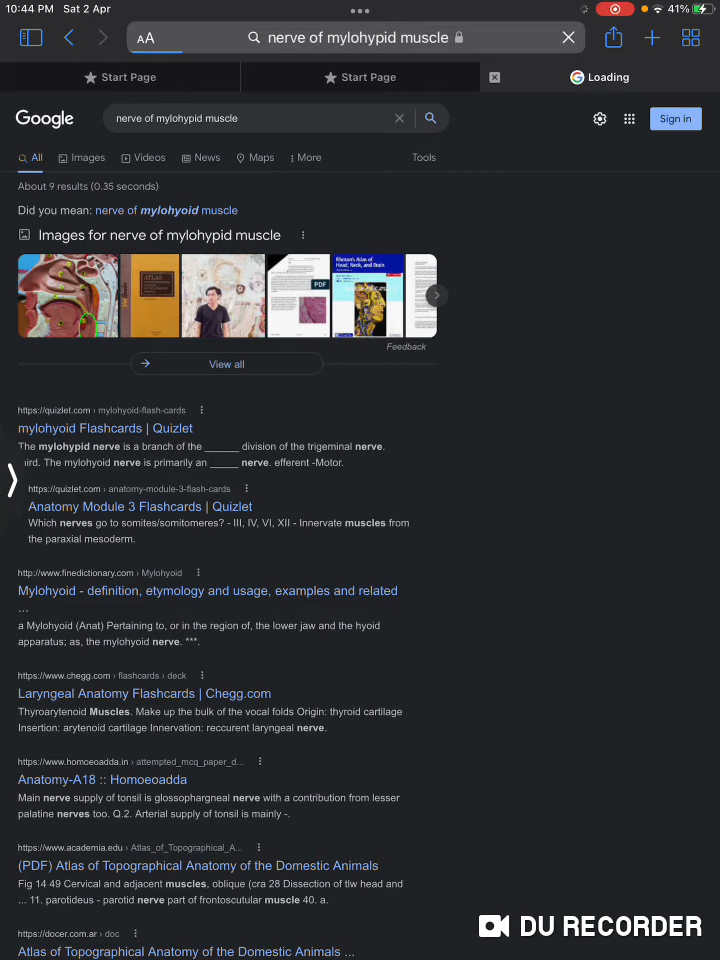 10:44 PM Sat 2 Apr
41%
AA
nerve of mylohypid muscle
Start Page
Start Page
Loading
Google
nerve of mylohypid muscle
Sign in
All Images Videos News Maps More Tools
About 9 results (0.35 seconds)
Did you mean: nerve of mylohyoid muscle
Images for nerve of mylohypid muscle
ATLAS
PDF
Rhoton's Atlas of
Head, Neck, and Brain
Feedback
View all
https://quizlet.com › mylohyoid-flash-cards
mylohyoid Flashcards | Quizlet
The mylohypid nerve is a branch of the ______ division of the trigeminal nerve.
ird. The mylohyoid nerve is primarily an _____ nerve. efferent -Motor.
https://quizlet.com › anatomy-module-3-flash-cards
Anatomy Module 3 Flashcards | Quizlet
Which nerves go to somites/somitomeres? - III, IV, VI, XII - Innervate muscles from
the paraxial mesoderm.
http://www.finedictionary.com › Mylohyoid
Mylohyoid - definition, etymology and usage, examples and related
...
a Mylohyoid (Anat) Pertaining to, or in the region of, the lower jaw and the hyoid
apparatus; as, the mylohyoid nerve. ***.
https://www.chegg.com › flashcards › deck
Laryngeal Anatomy Flashcards | Chegg.com
Thyroarytenoid Muscles. Make up the bulk of the vocal folds Origin: thyroid cartilage
Insertion: arytenoid cartilage Innervation: reccurent laryngeal nerve.
https://www.homoeoadda.in › attempted_mcq_paper_d...
Anatomy-A18 :: Homoeoadda
Main nerve supply of tonsil is glossophargneal nerve with a contribution from lesser
palatine nerves too. Q.2. Arterial supply of tonsil is mainly -.
https://www.academia.edu › Atlas_of_Topographical_A...
(PDF) Atlas of Topographical Anatomy of the Domestic Animals
Fig 14 49 Cervical and adjacent muscles, oblique (cra 28 Dissection of tlw head and
... 11. parotideus - parotid nerve part of frontoscutular muscle 40. a.
https://docer.com.ar › doc
Atlas of Topographical Anatomy of the Domestic Animals ...
DU RECORDER